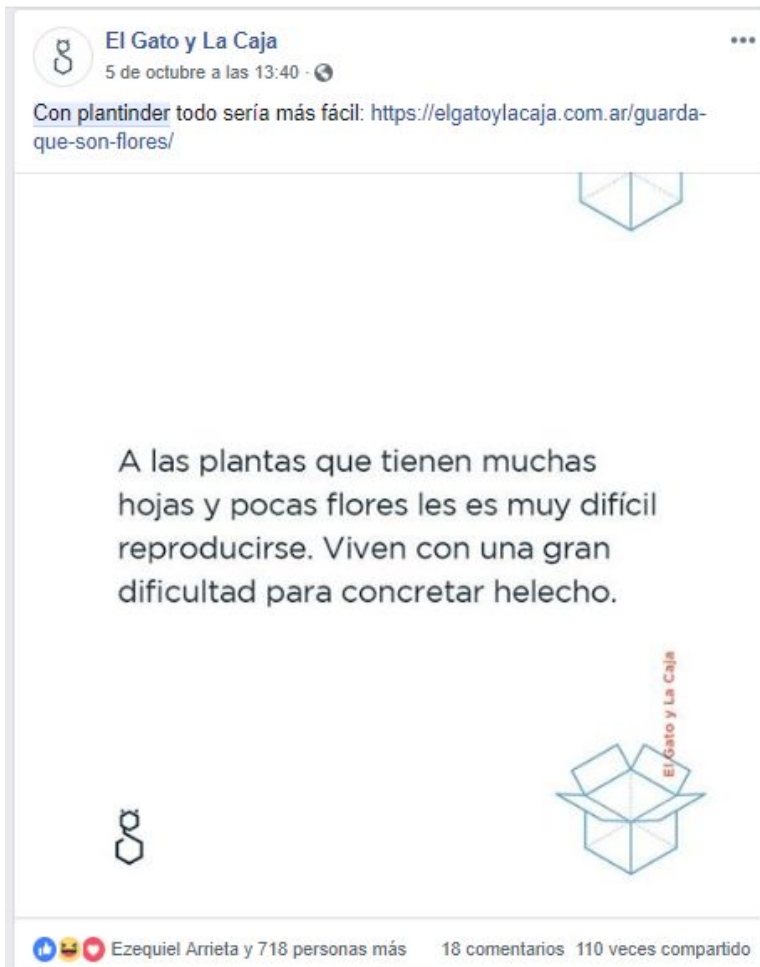 El Gato y La Caja
5 de octubre a las 13:40 ·
Con plantinder todo sería más fácil: https://elgatoylacaja.com.ar/guarda-
que-son-flores/
A las plantas que tienen muchas
hojas y pocas flores les es muy difícil
reproducirse. Viven con una gran
dificultad para concretar helecho.
El Gato y La Caja
Ezequiel Arrieta y 718 personas más 18 comentarios 110 veces compartido